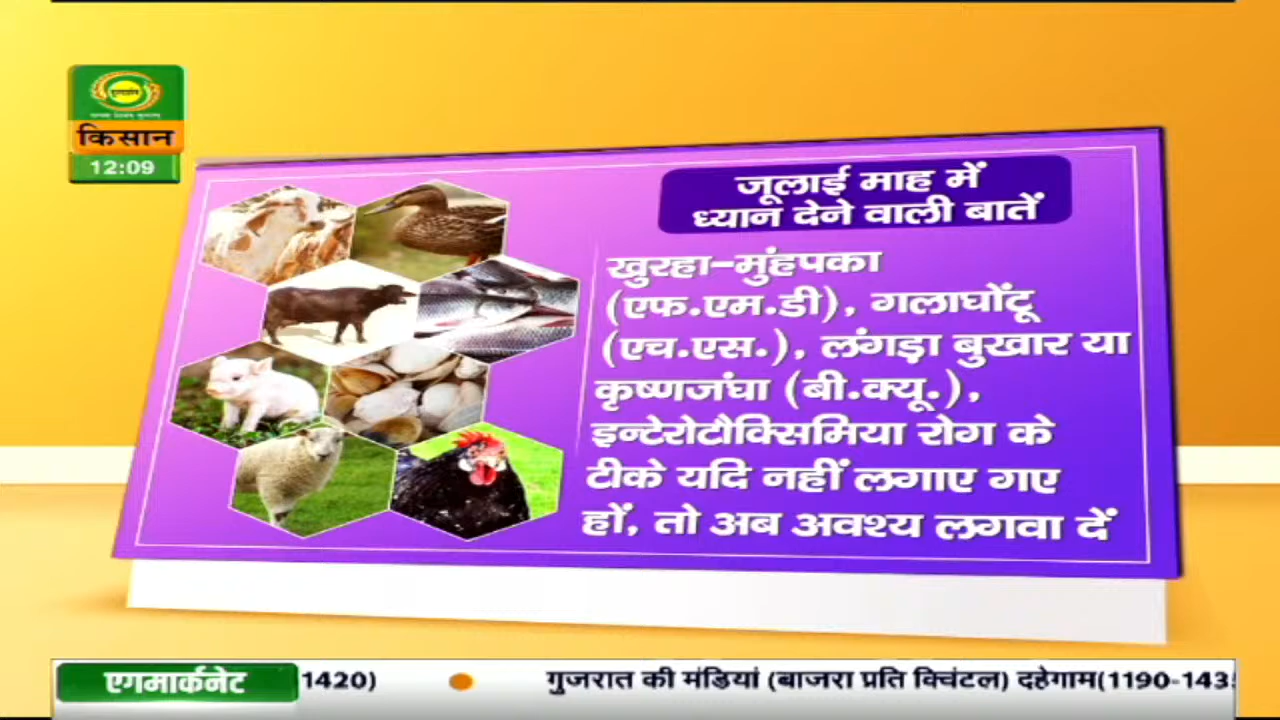 किसान
12:09
जूलाई माह में
ध्यान देने वाली बातें
खुरहा-मुंहपका
(एफ.एम.डी), गलाघोंटू
(एच.एस.), लंगड़ा बुखार या
कृष्णजंघा (बी.क्यू.),
इन्टेरोटौक्सिमिया रोग के
टीके यदि नहीं लगाए गए
हों, तो अब अवश्य लगवा दें
एगमार्कनेट 1420) गुजरात की मंडियां (बाजरा प्रति क्विंटल) दहेगाम(1190-143